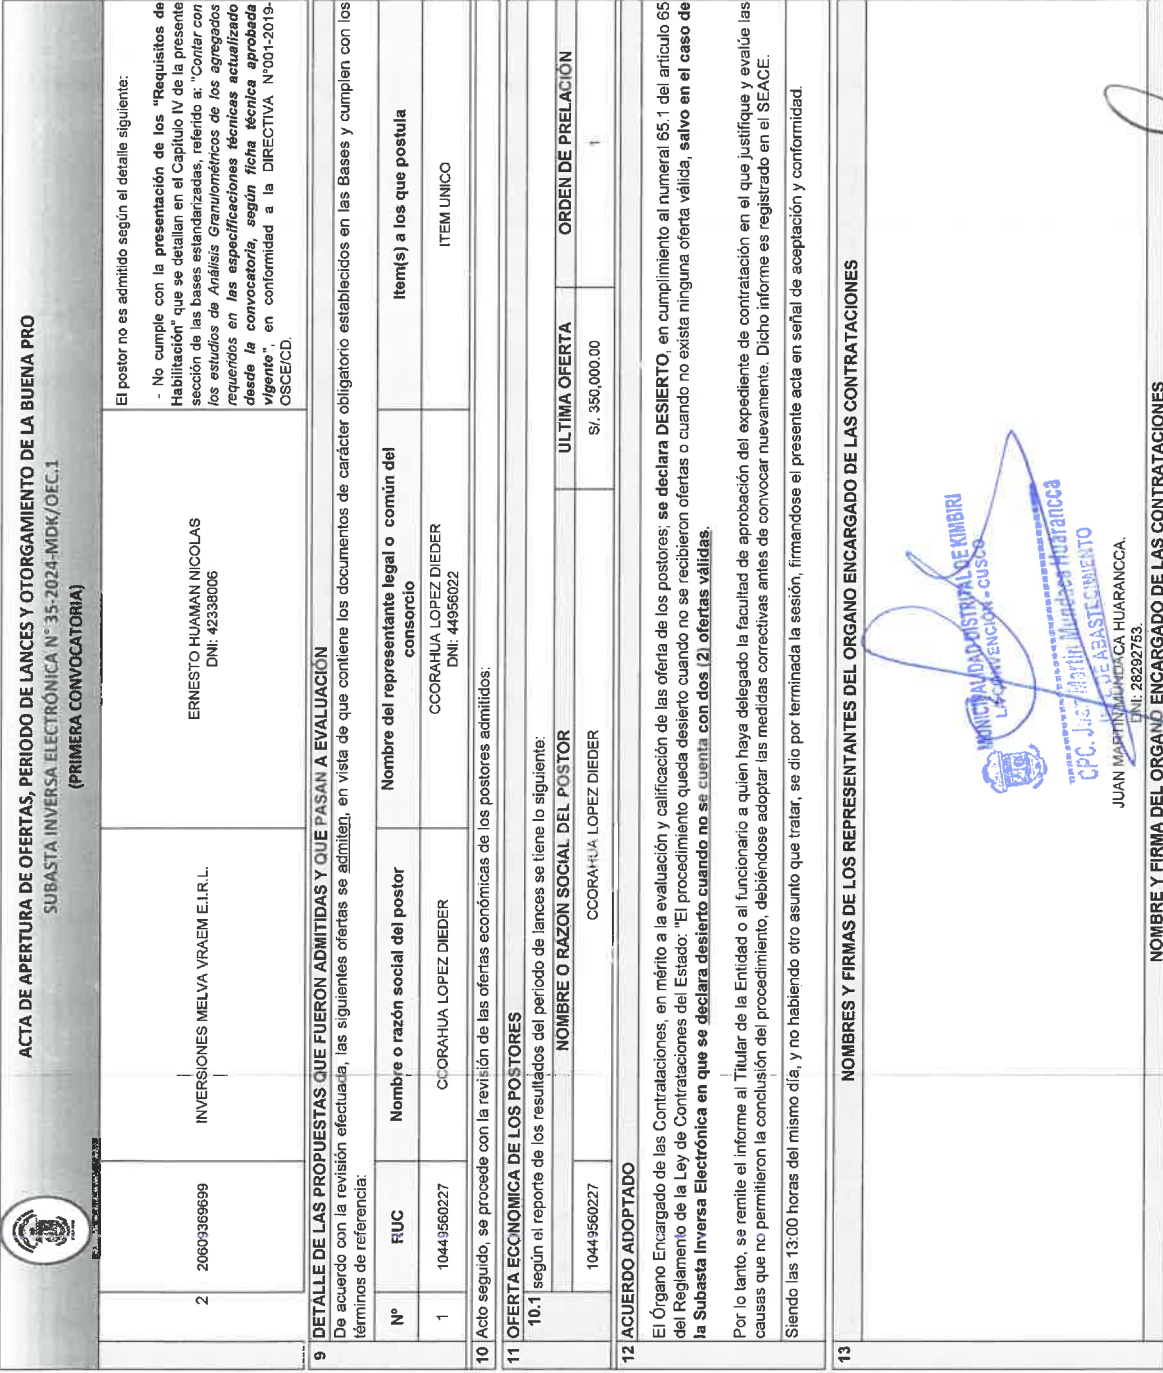 ACTA DE APERTURA DE OFERTAS, PERIODO DE LANCES Y OTORGAMIENTO DE LA BUENA PRO
SUBASTA INVERSA ELECTRÓNICA N° 35-2024-MDK/OEC.1
(PRIMERA CONVOCATORIA)
2
20609369699
INVERSIONES MELVA VRAEM E.I.R.L.
ERNESTO HUAMAN NICOLAS
DNI: 42338006
El postor no es admitido según el detalle siguiente:
- No cumple con la presentación de los "Requisitos de
Habilitación" que se detallan en el Capítulo IV de la presente
sección de las bases estandarizadas, referido a: "Contar con
los estudios de Análisis Granulométricos de los agregados
requeridos en las especificaciones técnicas actualizado
desde la convocatoria, según ficha técnica aprobada
vigente", en conformidad a la DIRECTIVA N°001-2019-
OSCE/CD.
9 DETALLE DE LAS PROPUESTAS QUE FUERON ADMITIDAS Y QUE PASAN A EVALUACIÓN
De acuerdo con la revisión efectuada, las siguientes ofertas se admiten, en vista de que contiene los documentos de carácter obligatorio establecidos en las Bases y cumplen con los
términos de referencia:
N° RUC Nombre o razón social del postor Nombre del representante legal o común del
consorcio
Item(s) a los que postula
1 10449560227 CCORAHUA LOPEZ DIEDER CCORAHUA LOPEZ DIEDER
DNI: 44956022
ITEM UNICO
10 Acto seguido, se procede con la revisión de las ofertas económicas de los postores admitidos:
11 OFERTA ECONOMICA DE LOS POSTORES
10.1 según el reporte de los resultados del periodo de lances se tiene lo siguiente:
NOMBRE O RAZON SOCIAL DEL POSTOR ULTIMA OFERTA ORDEN DE PRELACIÓN
10449560227 CCORAHUA LOPEZ DIEDER S/. 350,000.00 1
12 ACUERDO ADOPTADO
El Órgano Encargado de las Contrataciones, en mérito a la evaluación y calificación de las oferta de los postores; se declara DESIERTO, en cumplimiento al numeral 65.1 del articulo 65
del Reglamento de la Ley de Contrataciones del Estado: "El procedimiento queda desierto cuando no se recibieron ofertas o cuando no exista ninguna oferta válida, salvo en el caso de
la Subasta Inversa Electrónica en que se declara desierto cuando no se cuenta con dos (2) ofertas válidas.
Por lo tanto, se remite el informe al Titular de la Entidad o al funcionario a quien haya delegado la facultad de aprobación del expediente de contratación en el que justifique y evalúe las
causas que no permitieron la conclusión del procedimiento, debiéndose adoptar las medidas correctivas antes de convocar nuevamente. Dicho informe es registrado en el SEACE.
Siendo las 13:00 horas del mismo día, y no habiendo otro asunto que tratar, se dio por terminada la sesión, firmandose el presente acta en señal de aceptación y conformidad.
13 NOMBRES Y FIRMAS DE LOS REPRESENTANTES DEL ORGANO ENCARGADO DE LAS CONTRATACIONES
MUNICIPALIDAD DISTRITAL DE KIMBIRI
LA CONVENCIÓN - CUSCO
CPC. Juan Martin Mundaca Huarancca
DE ABASTECIMIENTO
JUAN MARTIN MUNDACA HUARANCA.
DNI: 28292753.
NOMBRE Y FIRMA DEL ORGANO ENCARGADO DE LAS CONTRATACIONES